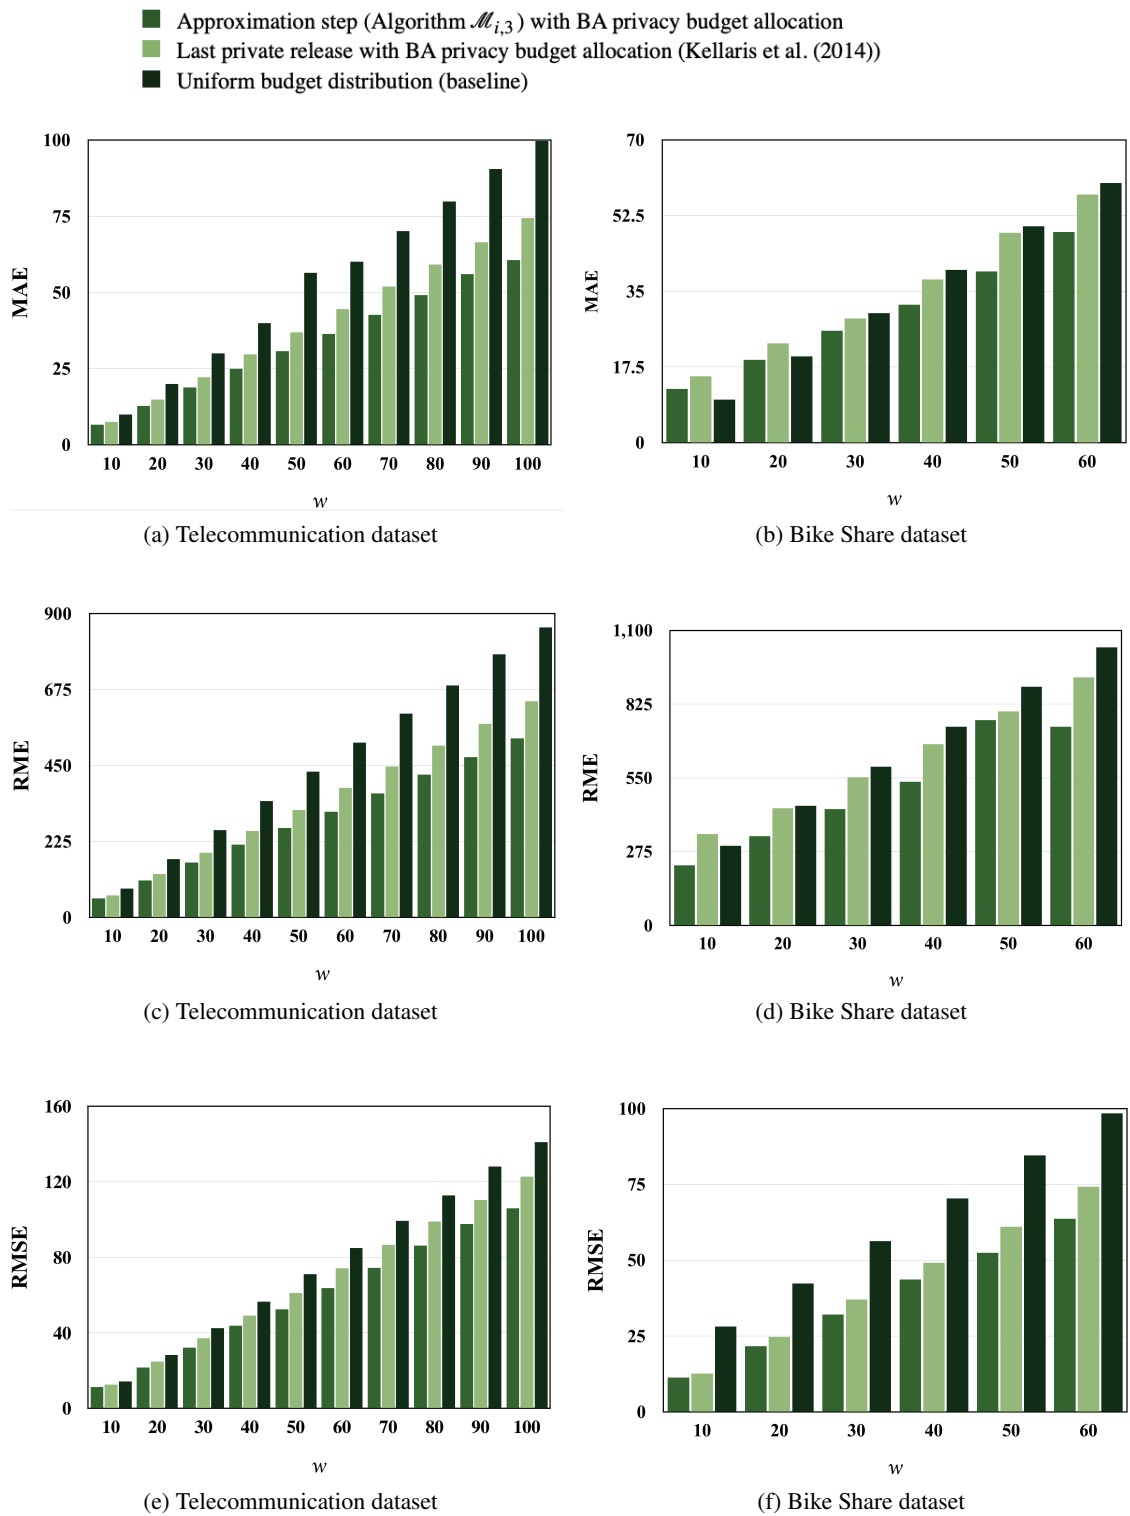 Approximation step (Algorithm ℳi,3) with BA privacy budget allocation
Last private release with BA privacy budget allocation (Kellaris et al. (2014))
Uniform budget distribution (baseline)
100
75
50
25
0
MAE
10 20 30 40 50 60 70 80 90 100
w
(a) Telecommunication dataset
70
52.5
35
17.5
0
MAE
10 20 30 40 50 60
w
(b) Bike Share dataset
900
675
450
225
0
RME
10 20 30 40 50 60 70 80 90 100
w
(c) Telecommunication dataset
1,100
825
550
275
0
RME
10 20 30 40 50 60
w
(d) Bike Share dataset
160
120
80
40
0
RMSE
10 20 30 40 50 60 70 80 90 100
w
(e) Telecommunication dataset
100
75
50
25
0
RMSE
10 20 30 40 50 60
w
(f) Bike Share dataset